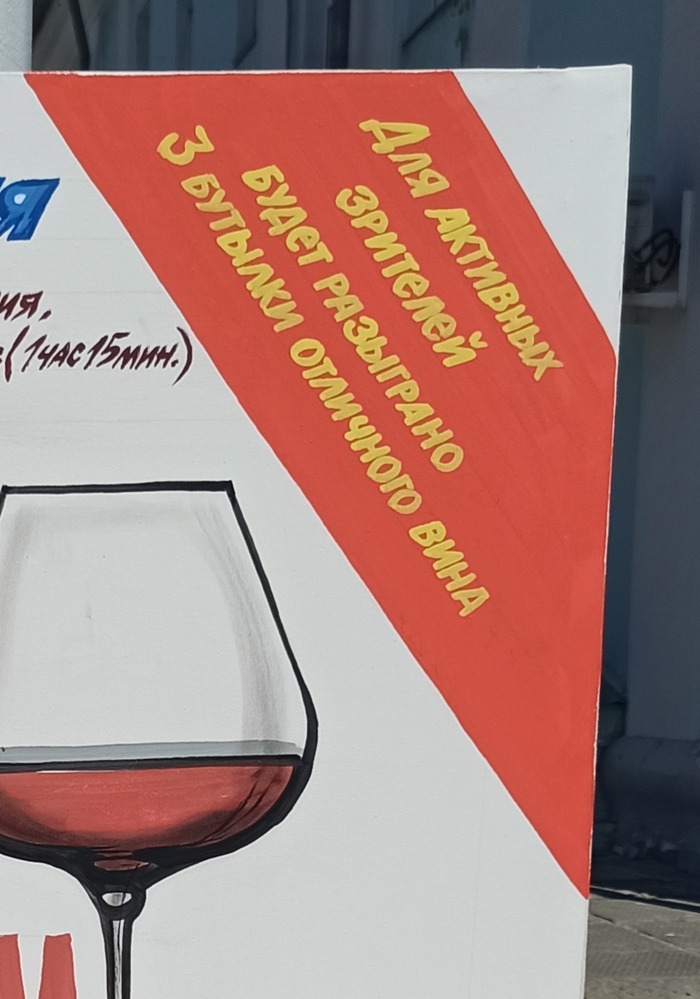 Для активных
зрителей
будет разыграно
3 бутылки отличного вина
(1час15мин.)